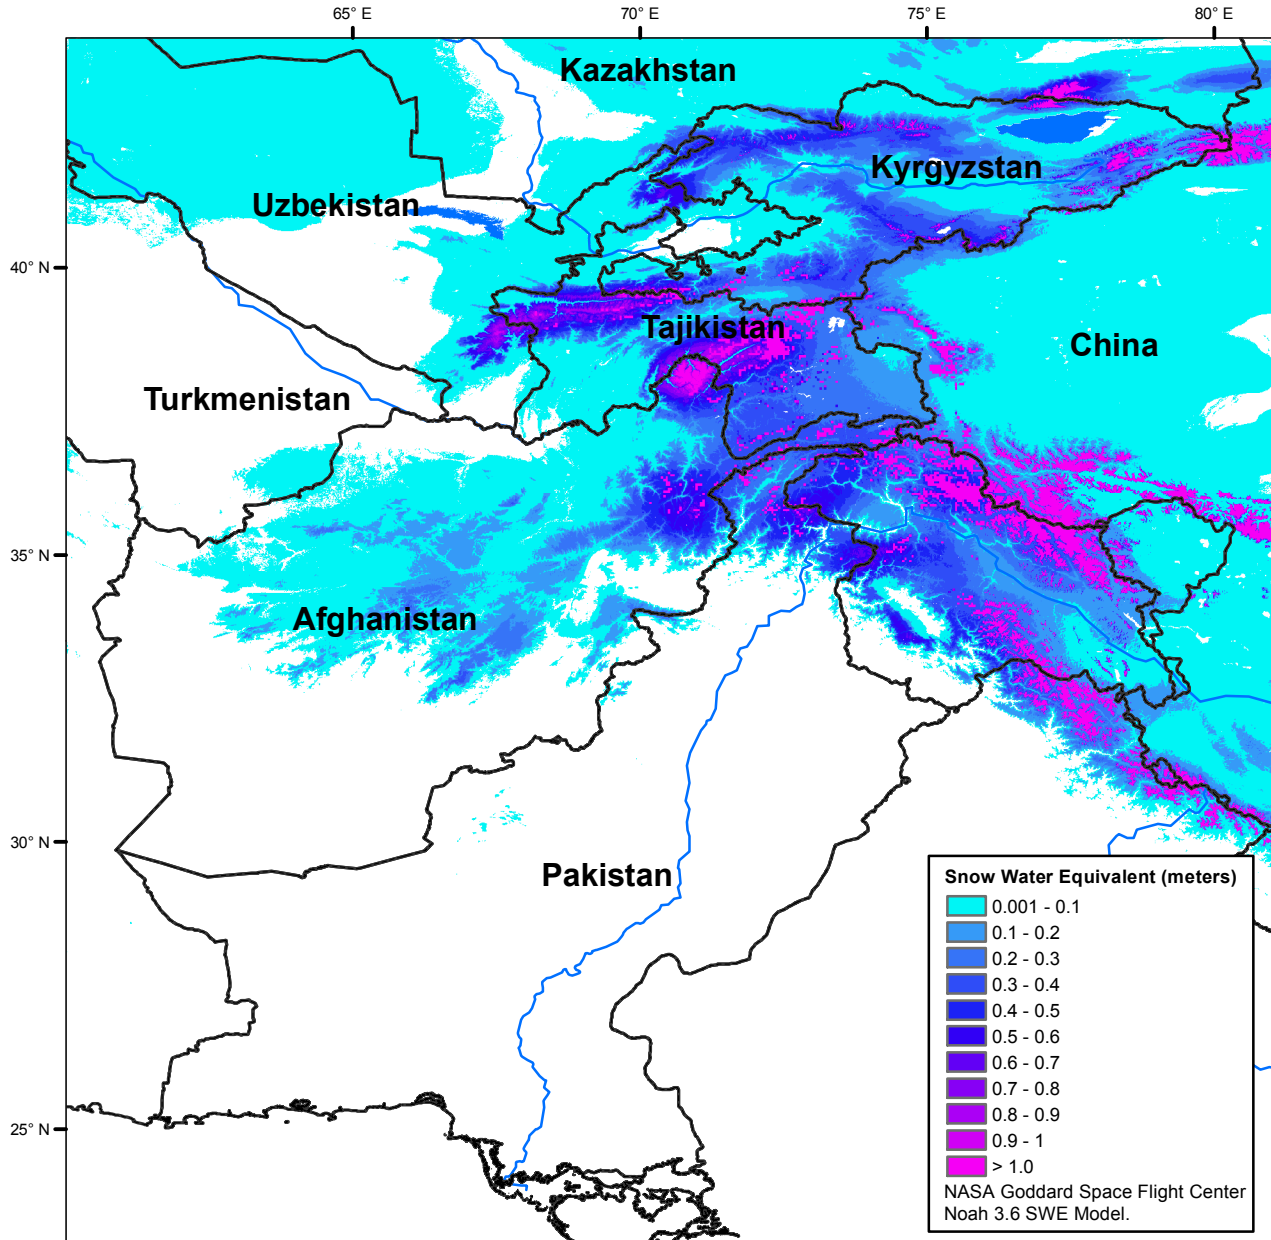 65° E
70° E
75° E
80° E
Kazakhstan
Kyrgyzstan
Uzbekistan
40° N
Tajikistan
China
Turkmenistan
35° N
Afghanistan
30° N
Pakistan
25° N
Snow Water Equivalent (meters)
0.001 - 0.1
0.1 - 0.2
0.2 - 0.3
0.3 - 0.4
0.4 - 0.5
0.5 - 0.6
0.6 - 0.7
0.7 - 0.8
0.8 - 0.9
0.9 - 1
> 1.0
NASA Goddard Space Flight Center
Noah 3.6 SWE Model.